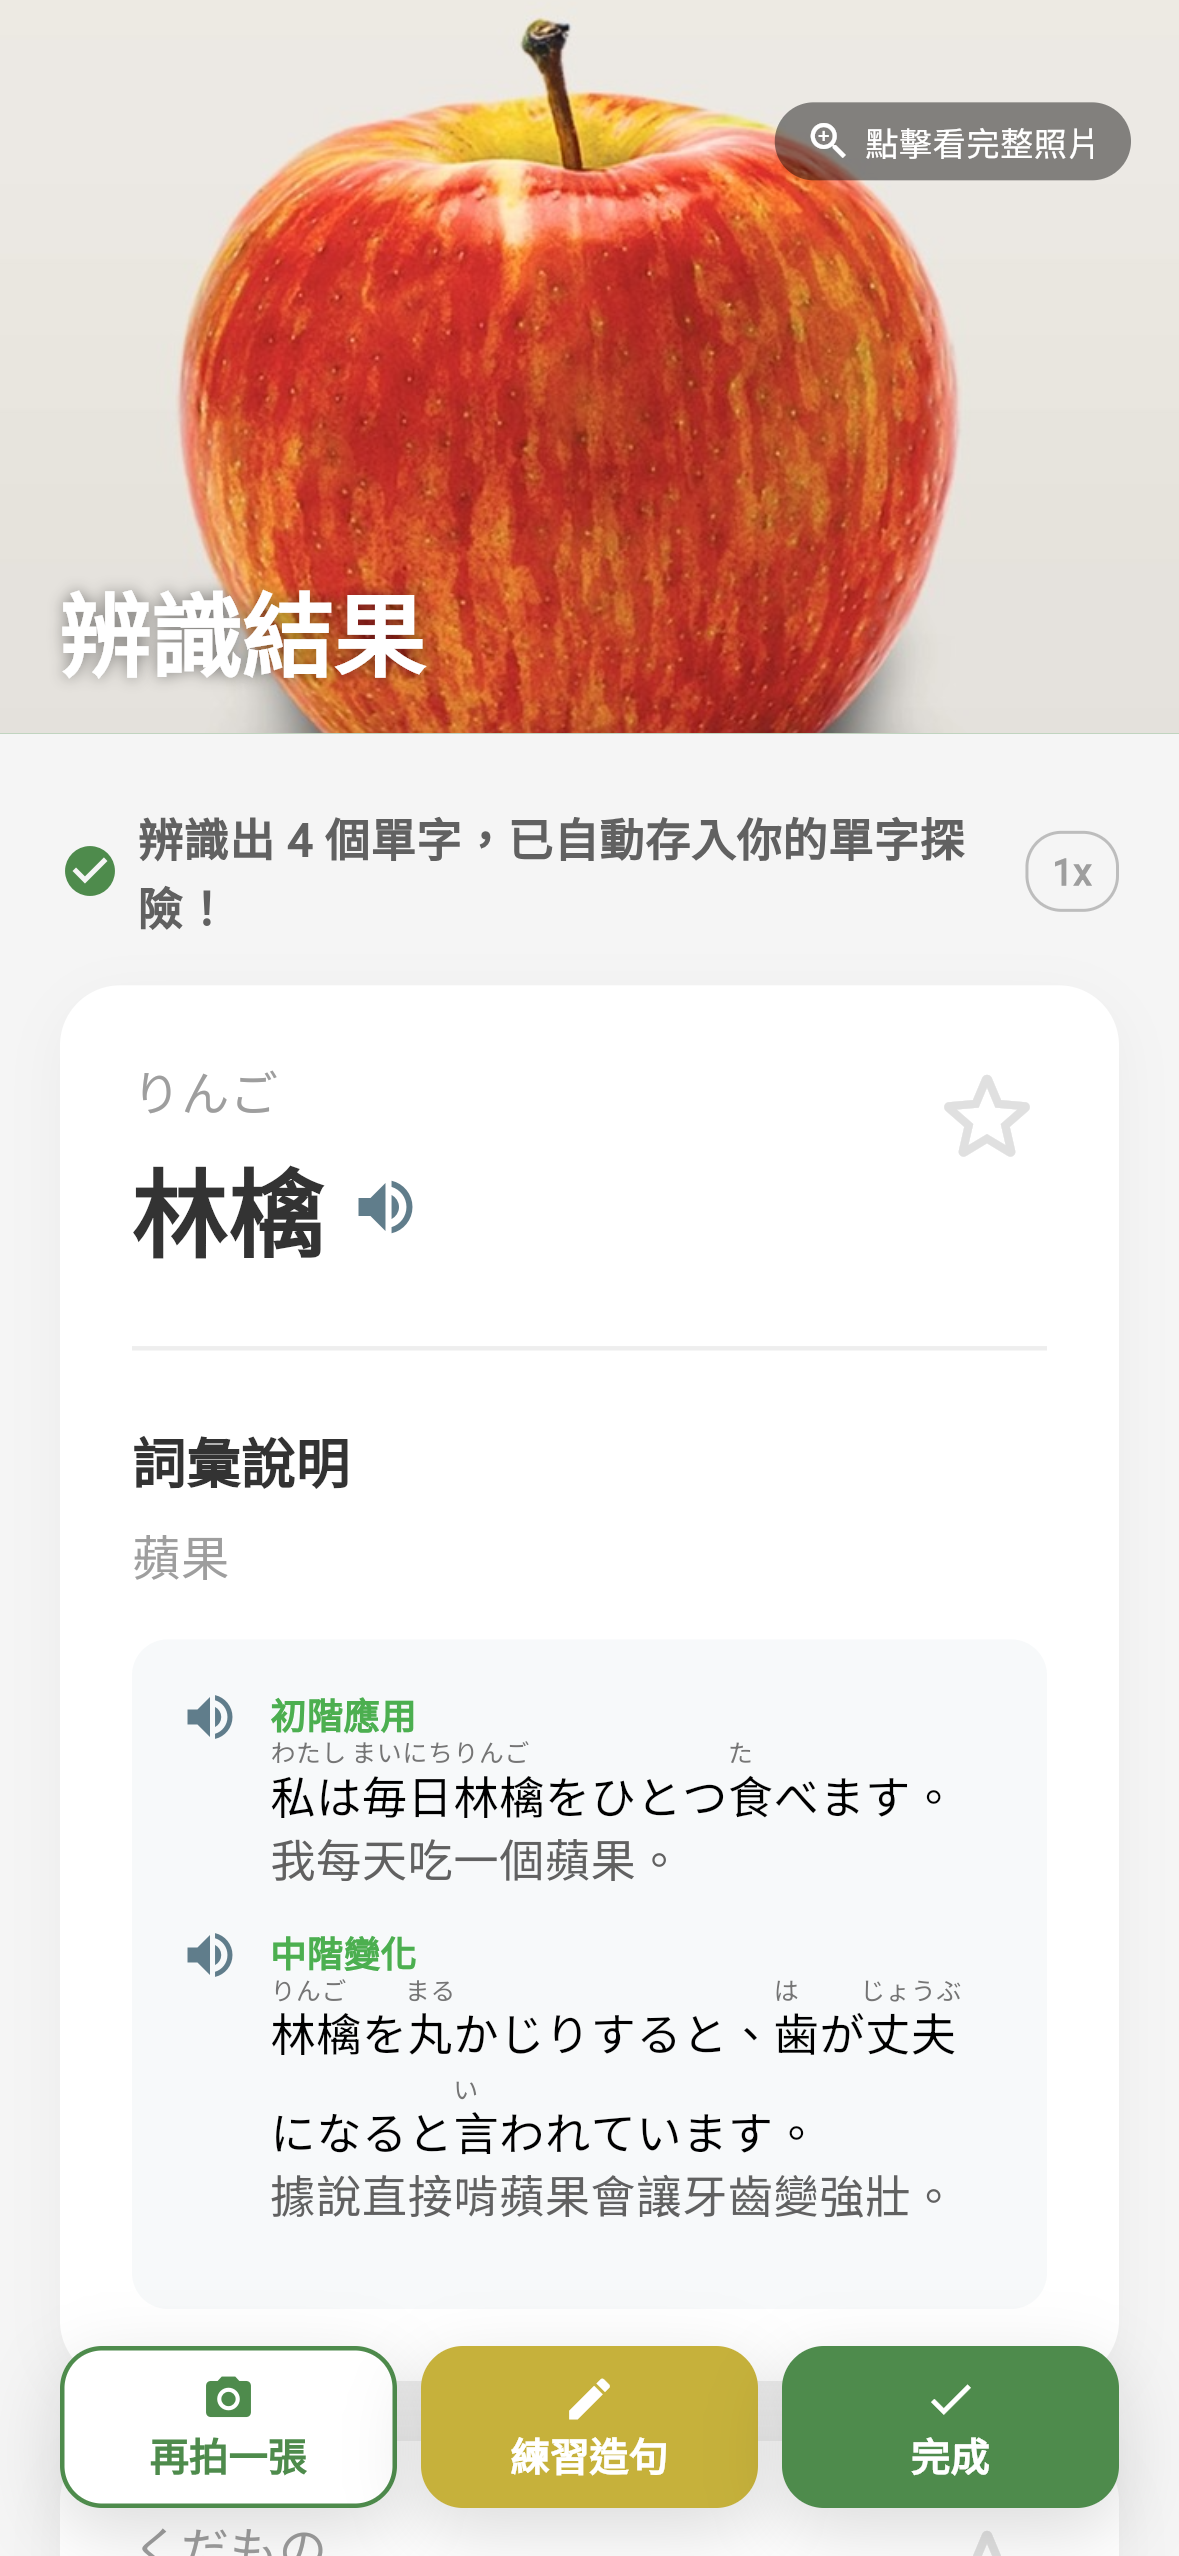 點擊看完整照片
辨識結果
辨識出 4 個單字，已自動存入你的單字探
險！
1x
りんご
林檎
詞彙說明
蘋果
初階應用
わたし まいにちりんご た
私は毎日林檎をひとつ食べます。
我每天吃一個蘋果。
中階變化
りんご まる は じょうぶ
林檎を丸かじりすると、歯が丈夫
い
になると言われています。
據說直接啃蘋果會讓牙齒變強壯。
再拍一張
練習造句
完成
くだもの